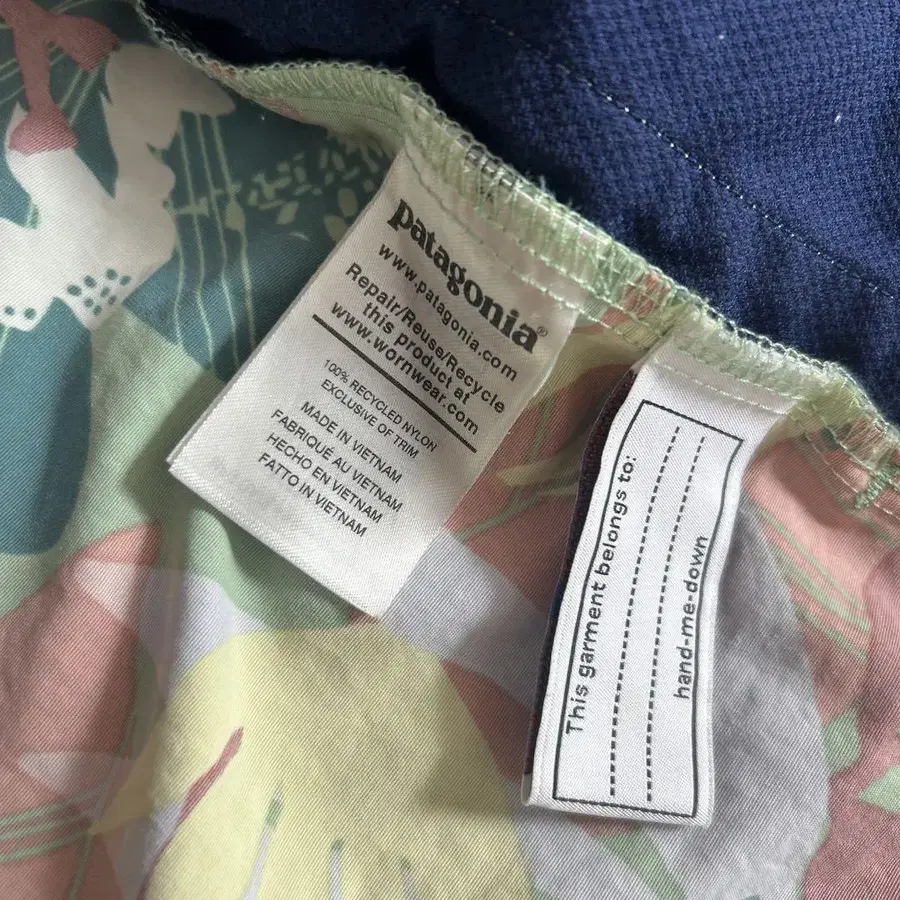 patagonia®
www.patagonia.com
Repair/Reuse/Recycle
this product at
www.wornwear.com
100% RECYCLED NYLON
EXCLUSIVE OF TRIM
MADE IN VIETNAM
FABRIQUÉ AU VIETNAM
HECHO EN VIETNAM
FATTO IN VIETNAM
This garment belongs to:
hand-me-down